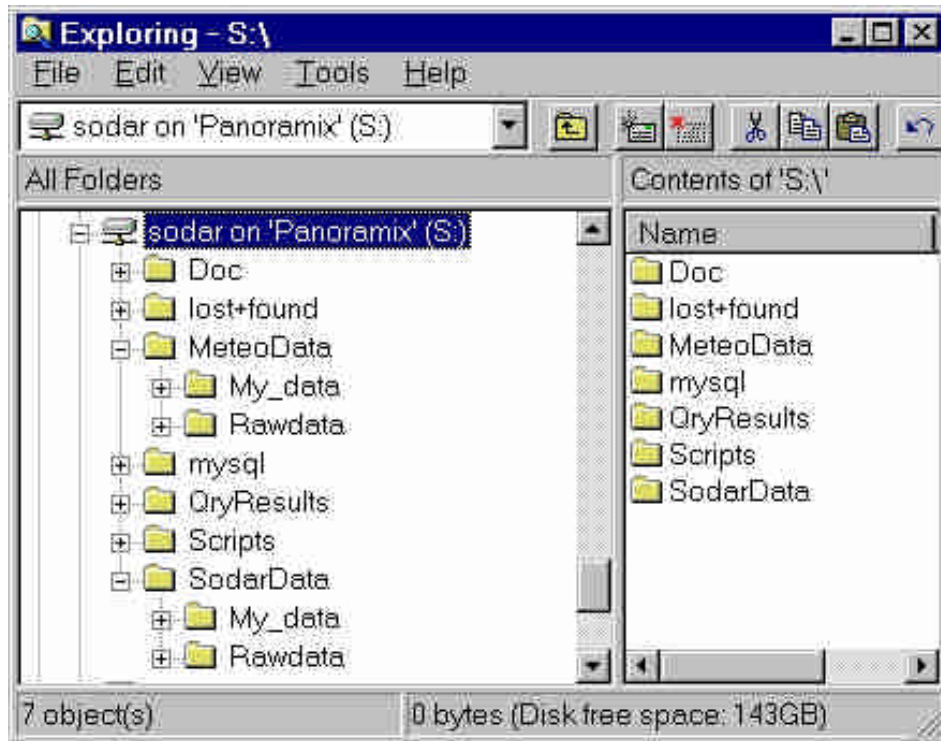 Exploring - S:\
File Edit View Tools Help
sodar on 'Panoramix' (S:)
All Folders
Contents of 'S:\'
sodar on 'Panoramix' (S:)
Doc
lost+found
MeteoData
My_data
Rawdata
mysql
QryResults
Scripts
SodarData
My_data
Rawdata
Name
Doc
lost+found
MeteoData
mysql
QryResults
Scripts
SodarData
7 object(s)
0 bytes (Disk free space: 143GB)